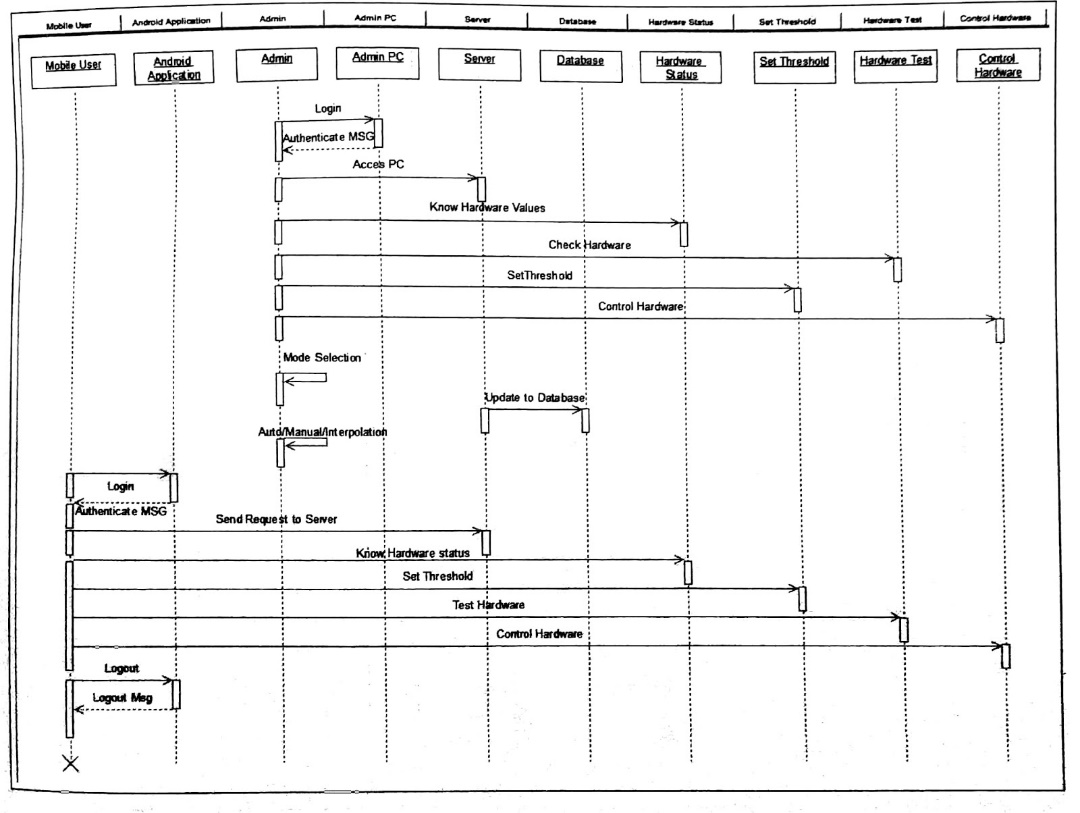 Mobile User Android Application Admin Admin PC Server Database Hardware Status Set Threshold Hardware Test Control Hardware
Mobile User
Android
Application
Admin
Admin PC
Server
Database
Hardware
Status
Set Threshold
Hardware Test
Control
Hardware
Login
Authenticate MSG
Acces PC
Know Hardware Values
Check Hardware
SetThreshold
Control Hardware
Mode Selection
Update to Database
Auto/Manual/Interpolation
Login
Authenticate MSG
Send Request to Server
Know Hardware status
Set Threshold
Test Hardware
Control Hardware
Logout
Logout Msg